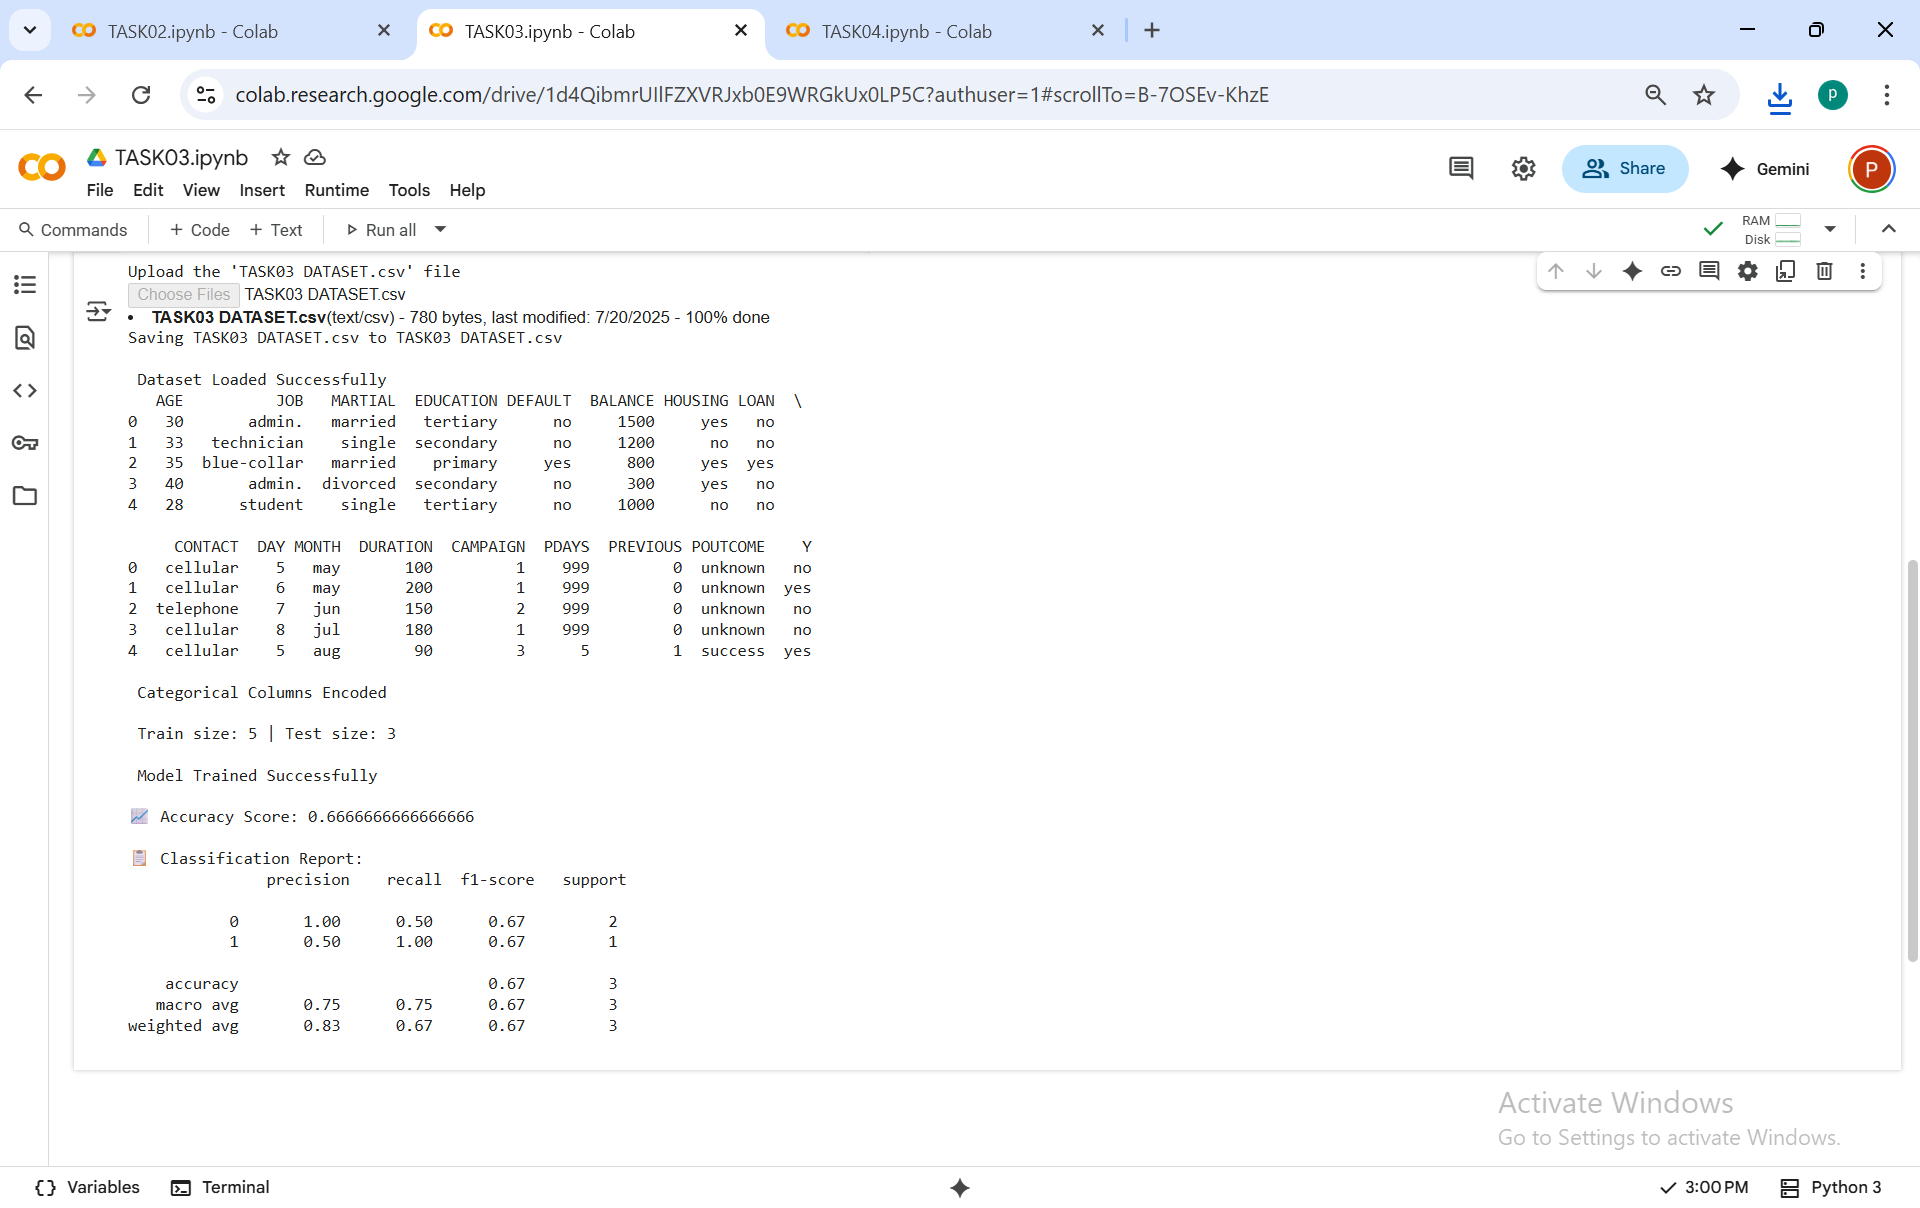 TASK02.ipynb - Colab
TASK03.ipynb - Colab
TASK04.ipynb - Colab
colab.research.google.com/drive/1d4QibmrUIlFZXVRJxb0E9WRGkUx0LP5C?authuser=1#scrollTo=B-7OSEv-KhzE
p
TASK03.ipynb
File Edit View Insert Runtime Tools Help
Share
Gemini
P
Commands + Code + Text Run all
RAM
Disk
Upload the 'TASK03 DATASET.csv' file
Choose Files TASK03 DATASET.csv
• TASK03 DATASET.csv(text/csv) - 780 bytes, last modified: 7/20/2025 - 100% done
Saving TASK03 DATASET.csv to TASK03 DATASET.csv
Dataset Loaded Successfully
AGE JOB MARTIAL EDUCATION DEFAULT BALANCE HOUSING LOAN \
0 30 admin. married tertiary no 1500 yes no
1 33 technician single secondary no 1200 no no
2 35 blue-collar married primary yes 800 yes yes
3 40 admin. divorced secondary no 300 yes no
4 28 student single tertiary no 1000 no no
CONTACT DAY MONTH DURATION CAMPAIGN PDAYS PREVIOUS POUTCOME Y
0 cellular 5 may 100 1 999 0 unknown no
1 cellular 6 may 200 1 999 0 unknown yes
2 telephone 7 jun 150 2 999 0 unknown no
3 cellular 8 jul 180 1 999 0 unknown no
4 cellular 5 aug 90 3 5 1 success yes
Categorical Columns Encoded
Train size: 5 | Test size: 3
Model Trained Successfully
Accuracy Score: 0.6666666666666666
Classification Report:
precision recall f1-score support
0 1.00 0.50 0.67 2
1 0.50 1.00 0.67 1
accuracy 0.67 3
macro avg 0.75 0.75 0.67 3
weighted avg 0.83 0.67 0.67 3
Activate Windows
Go to Settings to activate Windows.
{} Variables Terminal
3:00 PM Python 3